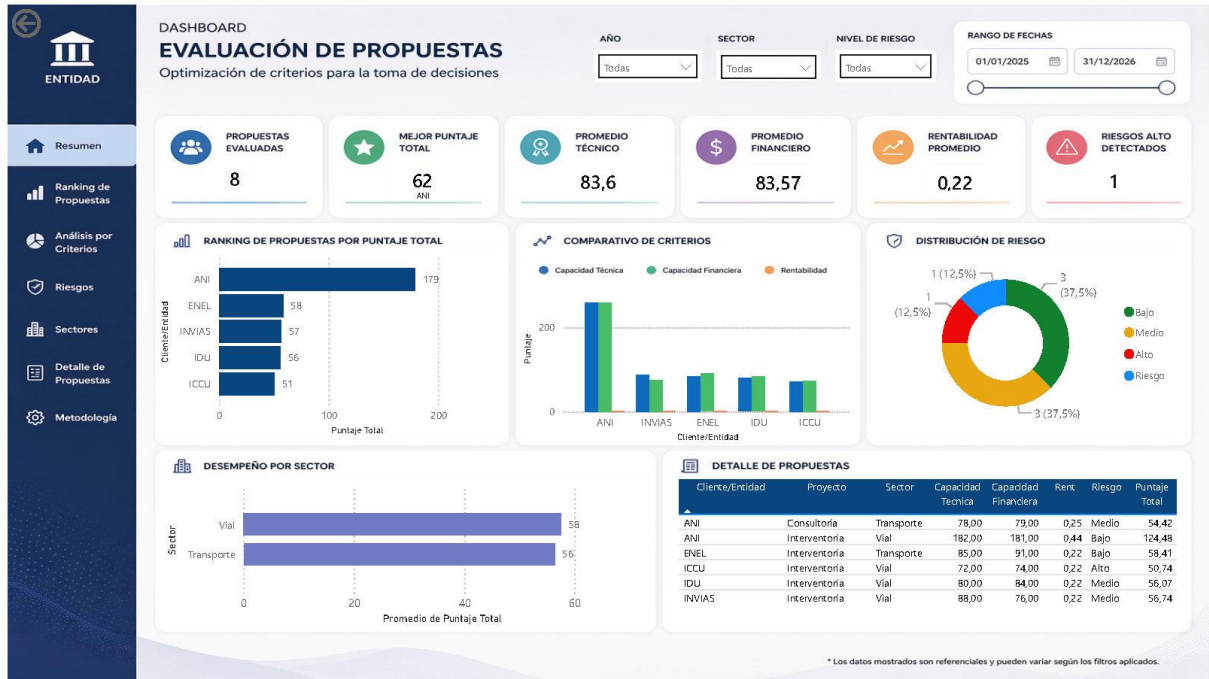 ENTIDAD
Resumen
Ranking de
Propuestas
Análisis por
Criterios
Riesgos
Sectores
Detalle de
Propuestas
Metodología
DASHBOARD
EVALUACIÓN DE PROPUESTAS
Optimización de criterios para la toma de decisiones
AÑO
Todas
SECTOR
Todas
NIVEL DE RIESGO
Todas
RANGO DE FECHAS
01/01/2025
31/12/2026
PROPUESTAS
EVALUADAS
8
MEJOR PUNTAJE
TOTAL
62
ANI
PROMEDIO
TÉCNICO
83,6
PROMEDIO
FINANCIERO
83,57
RENTABILIDAD
PROMEDIO
0,22
RIESGOS ALTO
DETECTADOS
1
RANKING DE PROPUESTAS POR PUNTAJE TOTAL
Cliente/Entidad
ANI 179
ENEL 58
INVIAS 57
IDU 56
ICCU 51
0 100 200
Puntaje Total
COMPARATIVO DE CRITERIOS
Capacidad Técnica Capacidad Financiera Rentabilidad
Puntaje
200
0
ANI INVIAS ENEL IDU ICCU
Cliente/Entidad
DISTRIBUCIÓN DE RIESGO
1 (12,5%)
3
(37,5%)
1
(12,5%)
3 (37,5%)
Bajo
Medio
Alto
Riesgo
DESEMPEÑO POR SECTOR
Sector
Vial 58
Transporte 56
0 20 40 60
Promedio de Puntaje Total
DETALLE DE PROPUESTAS
Cliente/Entidad Proyecto Sector Capacidad Tecnica Capacidad Financiera Rent Riesgo Puntaje Total
ANI Consultoría Transporte 78,00 79,00 0,25 Medio 54,42
ANI Interventoría Vial 182,00 181,00 0,44 Bajo 124,48
ENEL Interventoría Transporte 85,00 91,00 0,22 Bajo 58,41
ICCU Interventoría Vial 72,00 74,00 0,22 Alto 50,74
IDU Interventoría Vial 80,00 84,00 0,22 Medio 56,07
INVIAS Interventoría Vial 88,00 76,00 0,22 Medio 56,74
* Los datos mostrados son referenciales y pueden variar según los filtros aplicados.